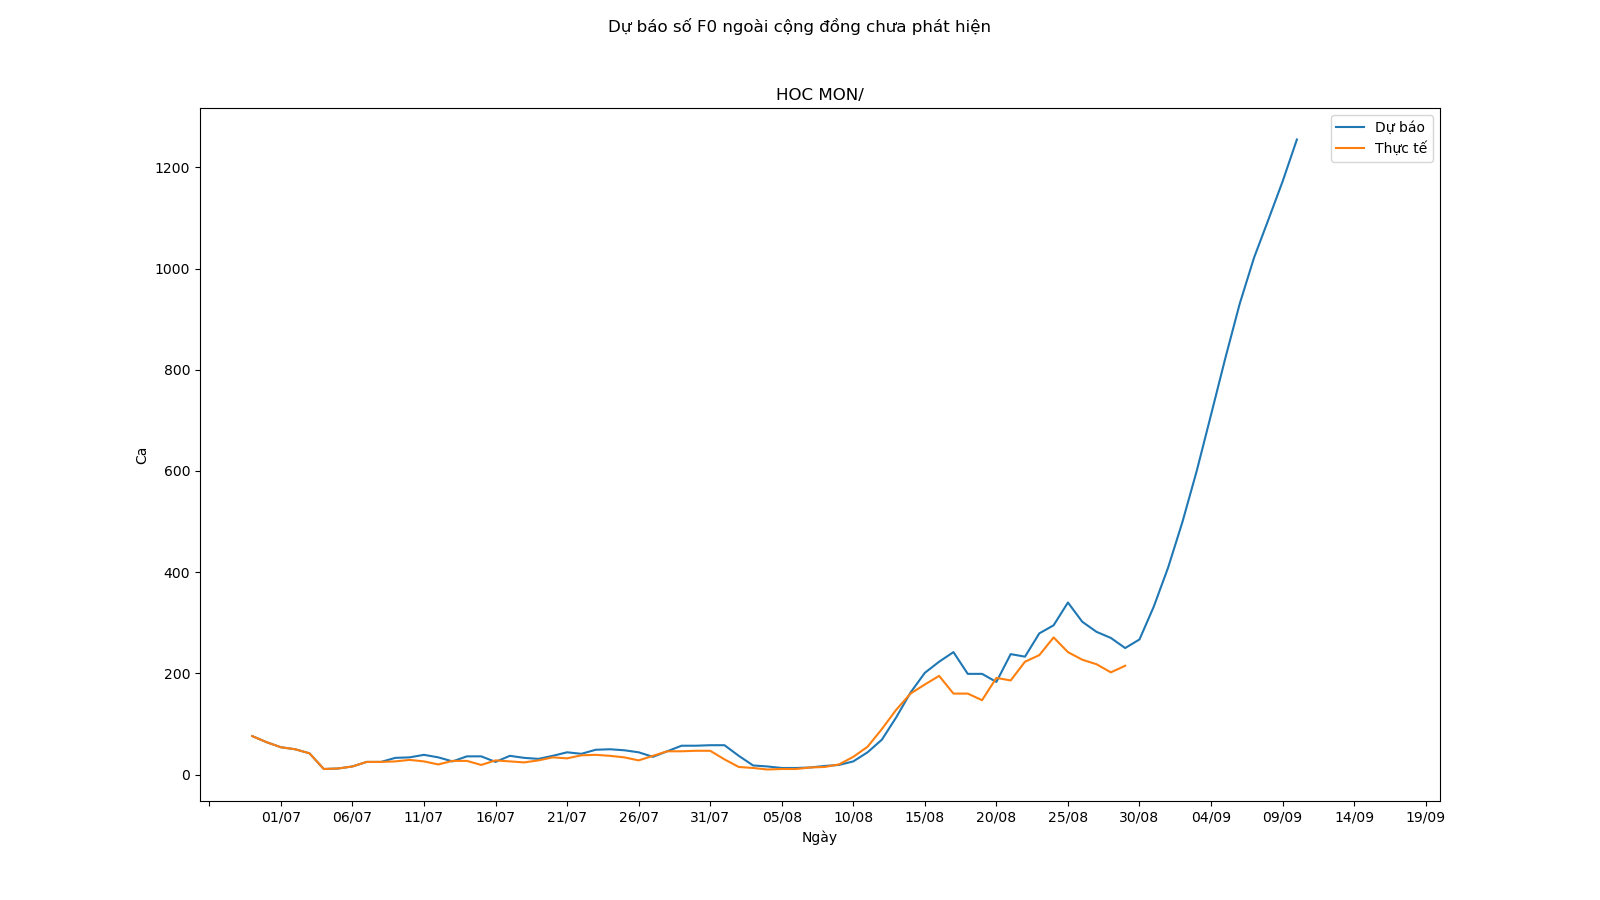 Dự báo số F0 ngoài cộng đồng chưa phát hiện
HOC MON/
Dự báo
Thực tế
1200
1000
800
600
400
200
0
Ca
01/07 06/07 11/07 16/07 21/07 26/07 31/07 05/08 10/08 15/08 20/08 25/08 30/08 04/09 09/09 14/09 19/09
Ngày